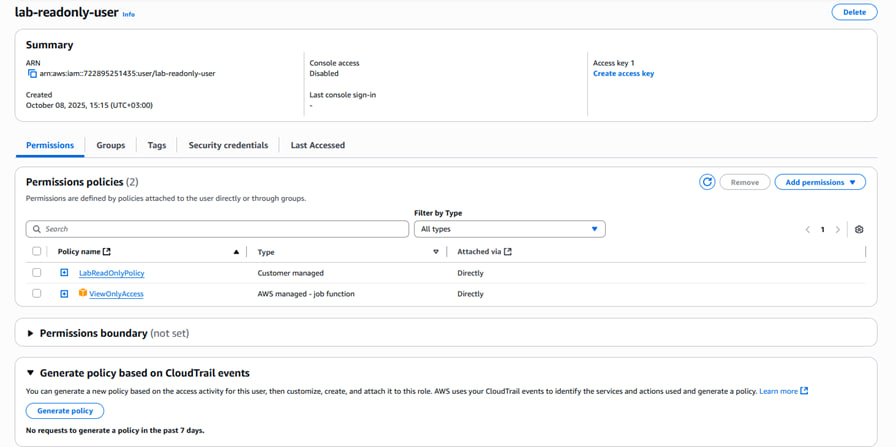 lab-readonly-user Info
Delete
Summary
ARN
arn:aws:iam::722895251435:user/lab-readonly-user
Console access
Disabled
Access key 1
Create access key
Created
October 08, 2025, 15:15 (UTC+03:00)
Last console sign-in
-
Permissions Groups Tags Security credentials Last Accessed
Permissions policies (2)
Remove
Add permissions
Permissions are defined by policies attached to the user directly or through groups.
Filter by Type
Search
All types
1
Policy name Type Attached via
LabReadOnlyPolicy Customer managed Directly
ViewOnlyAccess AWS managed - job function Directly
Permissions boundary (not set)
Generate policy based on CloudTrail events
You can generate a new policy based on the access activity for this user, then customize, create, and attach it to this role. AWS uses your CloudTrail events to identify the services and actions used and generate a policy. Learn more
Generate policy
No requests to generate a policy in the past 7 days.